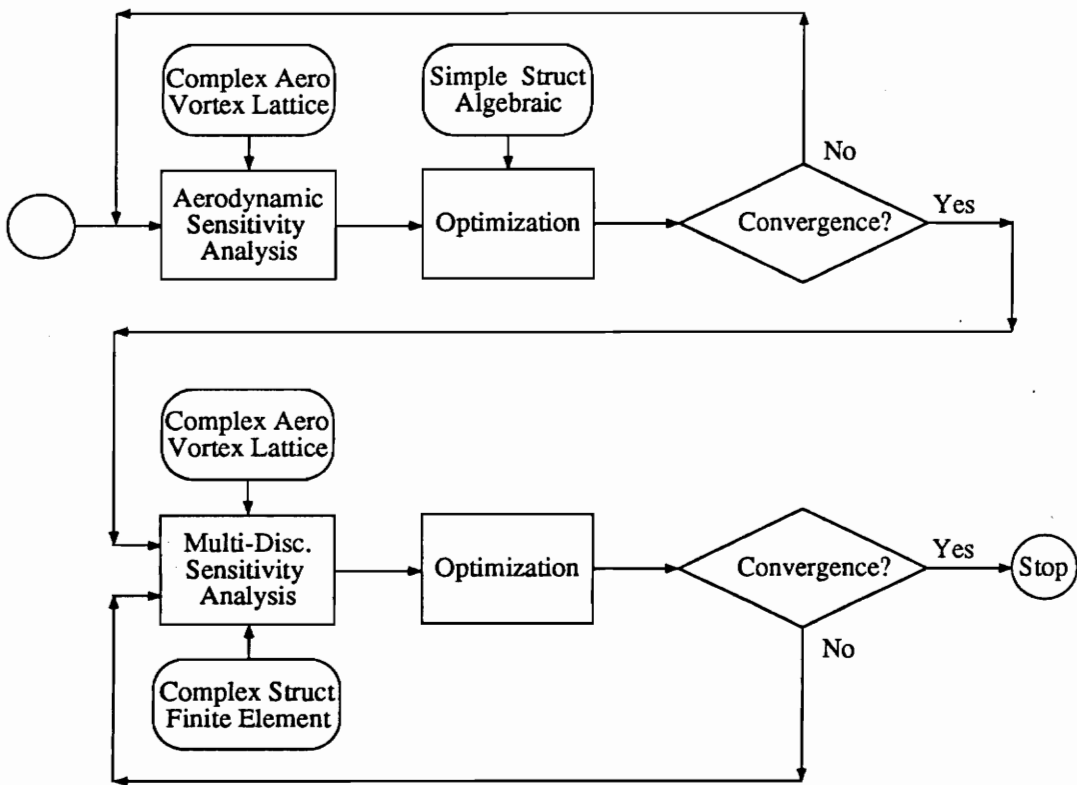 Complex Aero
Vortex Lattice
Simple Struct
Algebraic
No
Aerodynamic
Sensitivity
Analysis
Optimization
Convergence?
Yes
Complex Aero
Vortex Lattice
Multi-Disc.
Sensitivity
Analysis
Optimization
Convergence?
Yes
Stop
No
Complex Struct
Finite Element